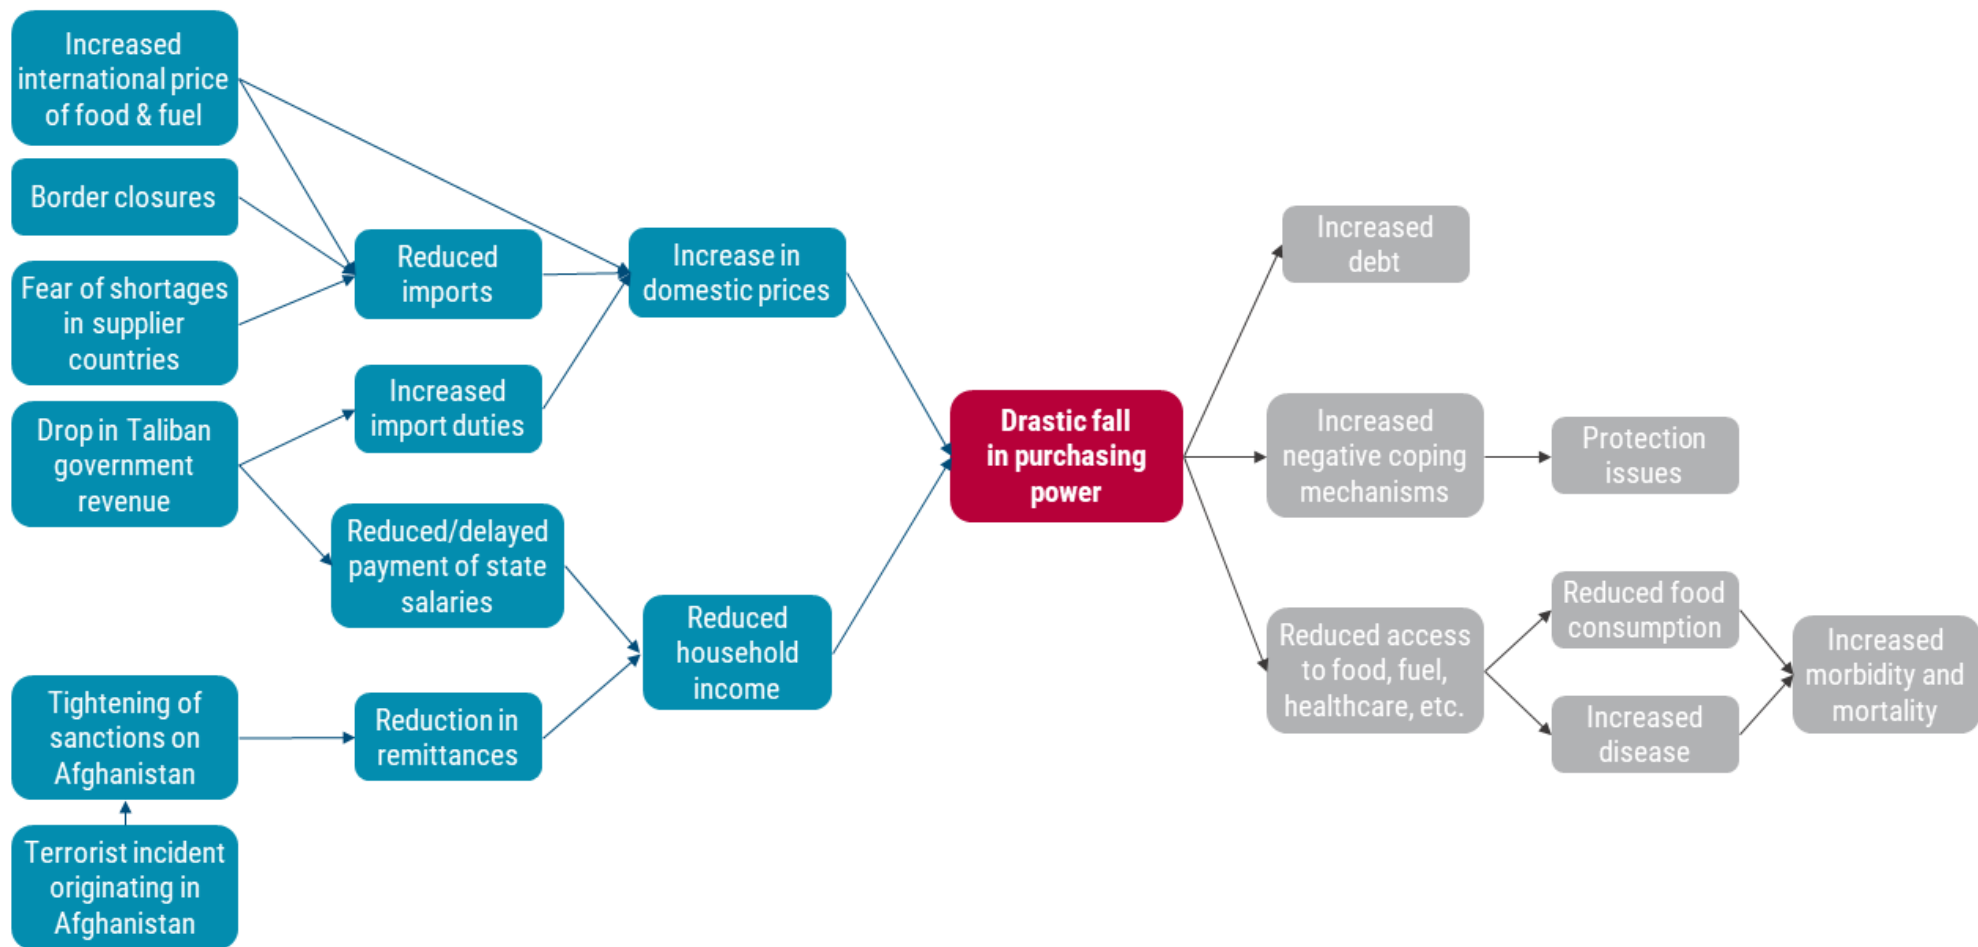 Increased
international price
of food & fuel
Border closures
Fear of shortages
in supplier
countries
Drop in Taliban
government
revenue
Tightening of
sanctions on
Afghanistan
Terrorist incident
originating in
Afghanistan
Reduced
imports
Increased
import duties
Reduced/delayed
payment of state
salaries
Reduction in
remittances
Increase in
domestic prices
Reduced
household
income
Drastic fall
in purchasing
power
Increased
debt
Increased
negative coping
mechanisms
Reduced access
to food, fuel,
healthcare, etc.
Protection
issues
Reduced food
consumption
Increased
disease
Increased
morbidity and
mortality